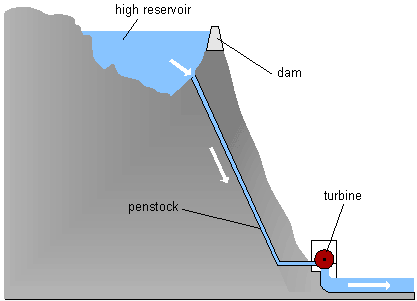 high reservoir
dam
turbine
penstock